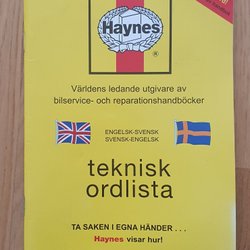 Haynes
®
Världens ledande utgivare av
bilservice- och reparationshandböcker
ENGELSK-SVENSK
SVENSK-ENGELSK
teknisk
ordlista
TA SAKEN I EGNA HÄNDER . . .
Haynes visar hur!